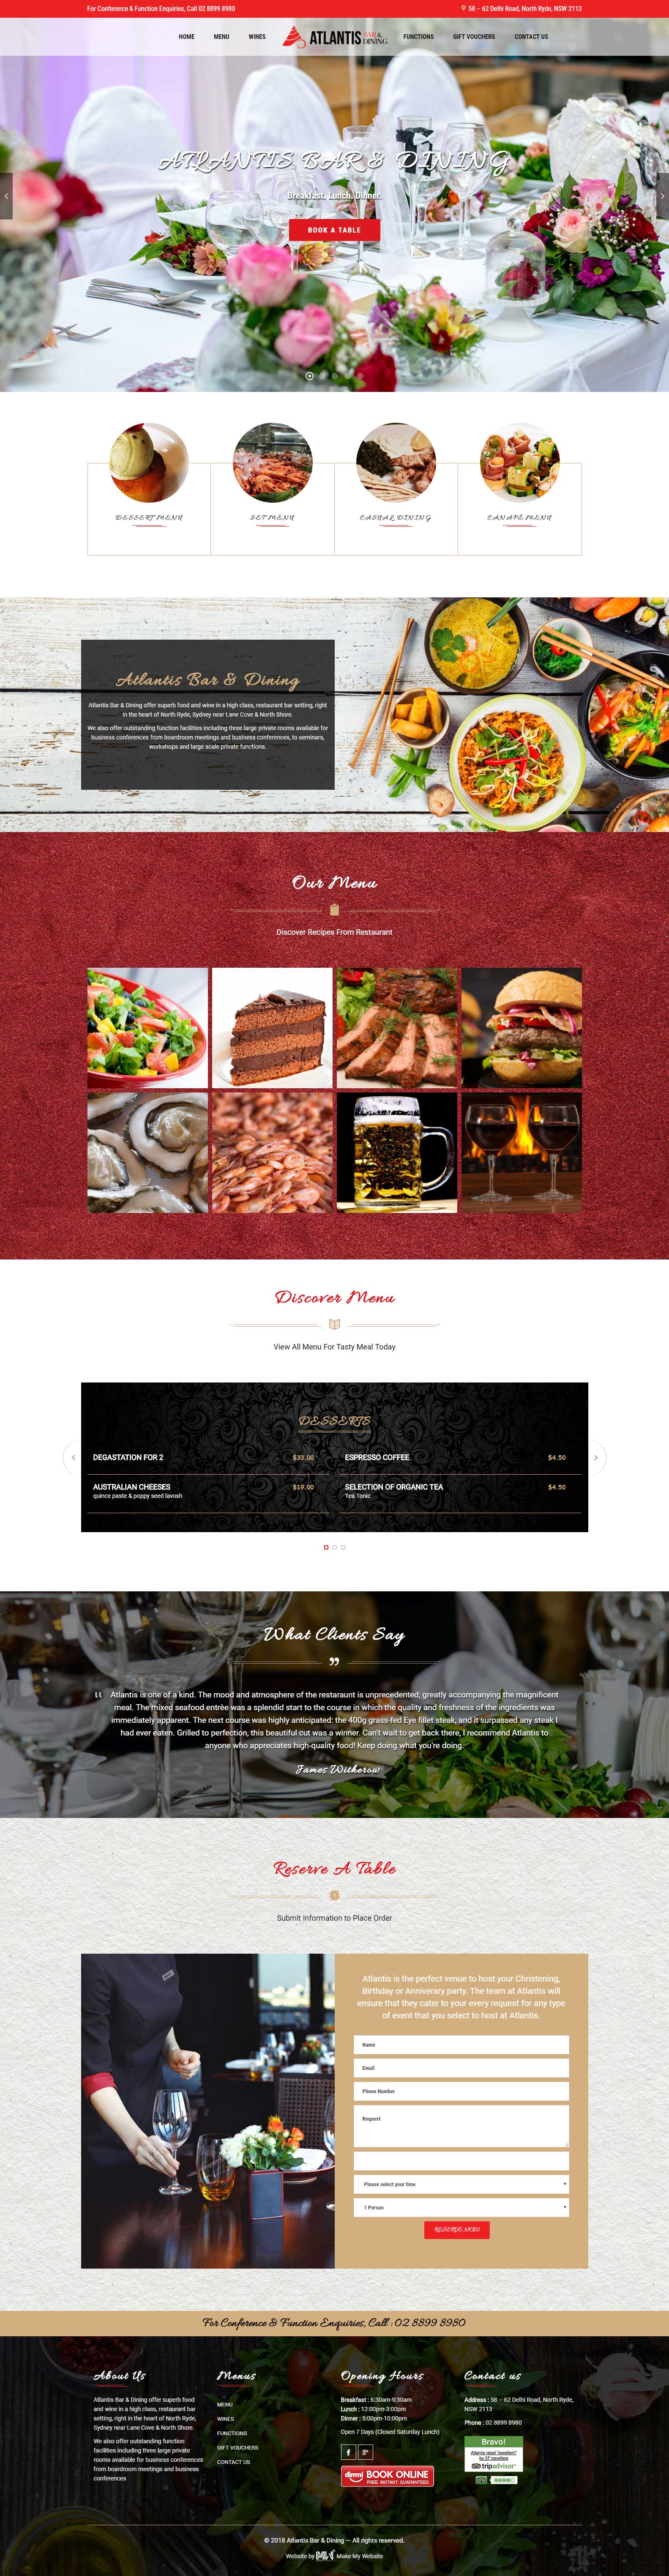 For Conference & Function Enquiries, Call 02 8899 8980
58 – 62 Delhi Road, North Ryde, NSW 2113
HOME
MENU
WINES
ATLANTIS BAR & DINING
FUNCTIONS
GIFT VOUCHERS
CONTACT US
ATLANTIS BAR & DINING
Breakfast. Lunch. Dinner.
BOOK A TABLE
DESSERT MENU
SET MENU
CASUAL DINING
CANAPÉ MENU
Atlantis Bar & Dining
Atlantis Bar & Dining offer superb food and wine in a high class, restaurant bar setting, right
in the heart of North Ryde, Sydney near Lane Cove & North Shore.
We also offer outstanding function facilities including three large private rooms available for
business conferences from boardroom meetings and business conferences, to seminars,
workshops and large scale private functions.
Our Menu
Discover Recipes From Restaurant
Discover Menu
View All Menu For Tasty Meal Today
DESSERTS
DEGASTATION FOR 2
$33.00
ESPRESSO COFFEE
$4.50
AUSTRALIAN CHEESES
$19.00
quince paste & poppy seed lavosh
SELECTION OF ORGANIC TEA
$4.50
Tea Tonic
What Clients Say
Atlantis is one of a kind. The mood and atmosphere of the restaraunt is unprecedented; greatly accompanying the magnificent
meal. The mixed seafood entrèe was a splendid start to the course in which the quality and freshness of the ingredients was
immediately apparent. The next course was highly anticipated: the 400g grass-fed Eye fillet steak, and it surpassed any steak I
had ever eaten. Grilled to perfection, this beautiful cut was a winner. Can't wait to get back there, I recommend Atlantis to
anyone who appreciates high-quality food! Keep doing what you're doing.
James Witherow
Reserve A Table
Submit Information to Place Order
Atlantis is the perfect venue to host your Christening,
Birthday or Anniverary party. The team at Atlantis will
ensure that they cater to your every request for any type
of event that you select to host at Atlantis.
Name
Email
Phone Number
Request
Please select your time
1 Person
RESERVE NOW
For Conference & Function Enquiries, Call : 02 8899 8980
About Us
Atlantis Bar & Dining offer superb food
and wine in a high class, restaurant bar
setting, right in the heart of North Ryde,
Sydney near Lane Cove & North Shore.
We also offer outstanding function
facilities including three large private
rooms available for business conferences
from boardroom meetings and business
conferences
Menus
MENU
WINES
FUNCTIONS
GIFT VOUCHERS
CONTACT US
Opening Hours
Breakfast : 6:30am-9:30am
Lunch : 12:00pm-3:00pm
Dinner : 5:00pm-10:00pm
Open 7 Days (Closed Saturday Lunch)
dimmi BOOK ONLINE
FREE. INSTANT. GUARANTEED.
Contact us
Address : 58 – 62 Delhi Road, North Ryde,
NSW 2113
Phone : 02 8899 8980
Bravo!
Atlantis rated "excellent"
by 37 travellers
tripadvisor
© 2018 Atlantis Bar & Dining — All rights reserved.
Website by MMW Make My Website